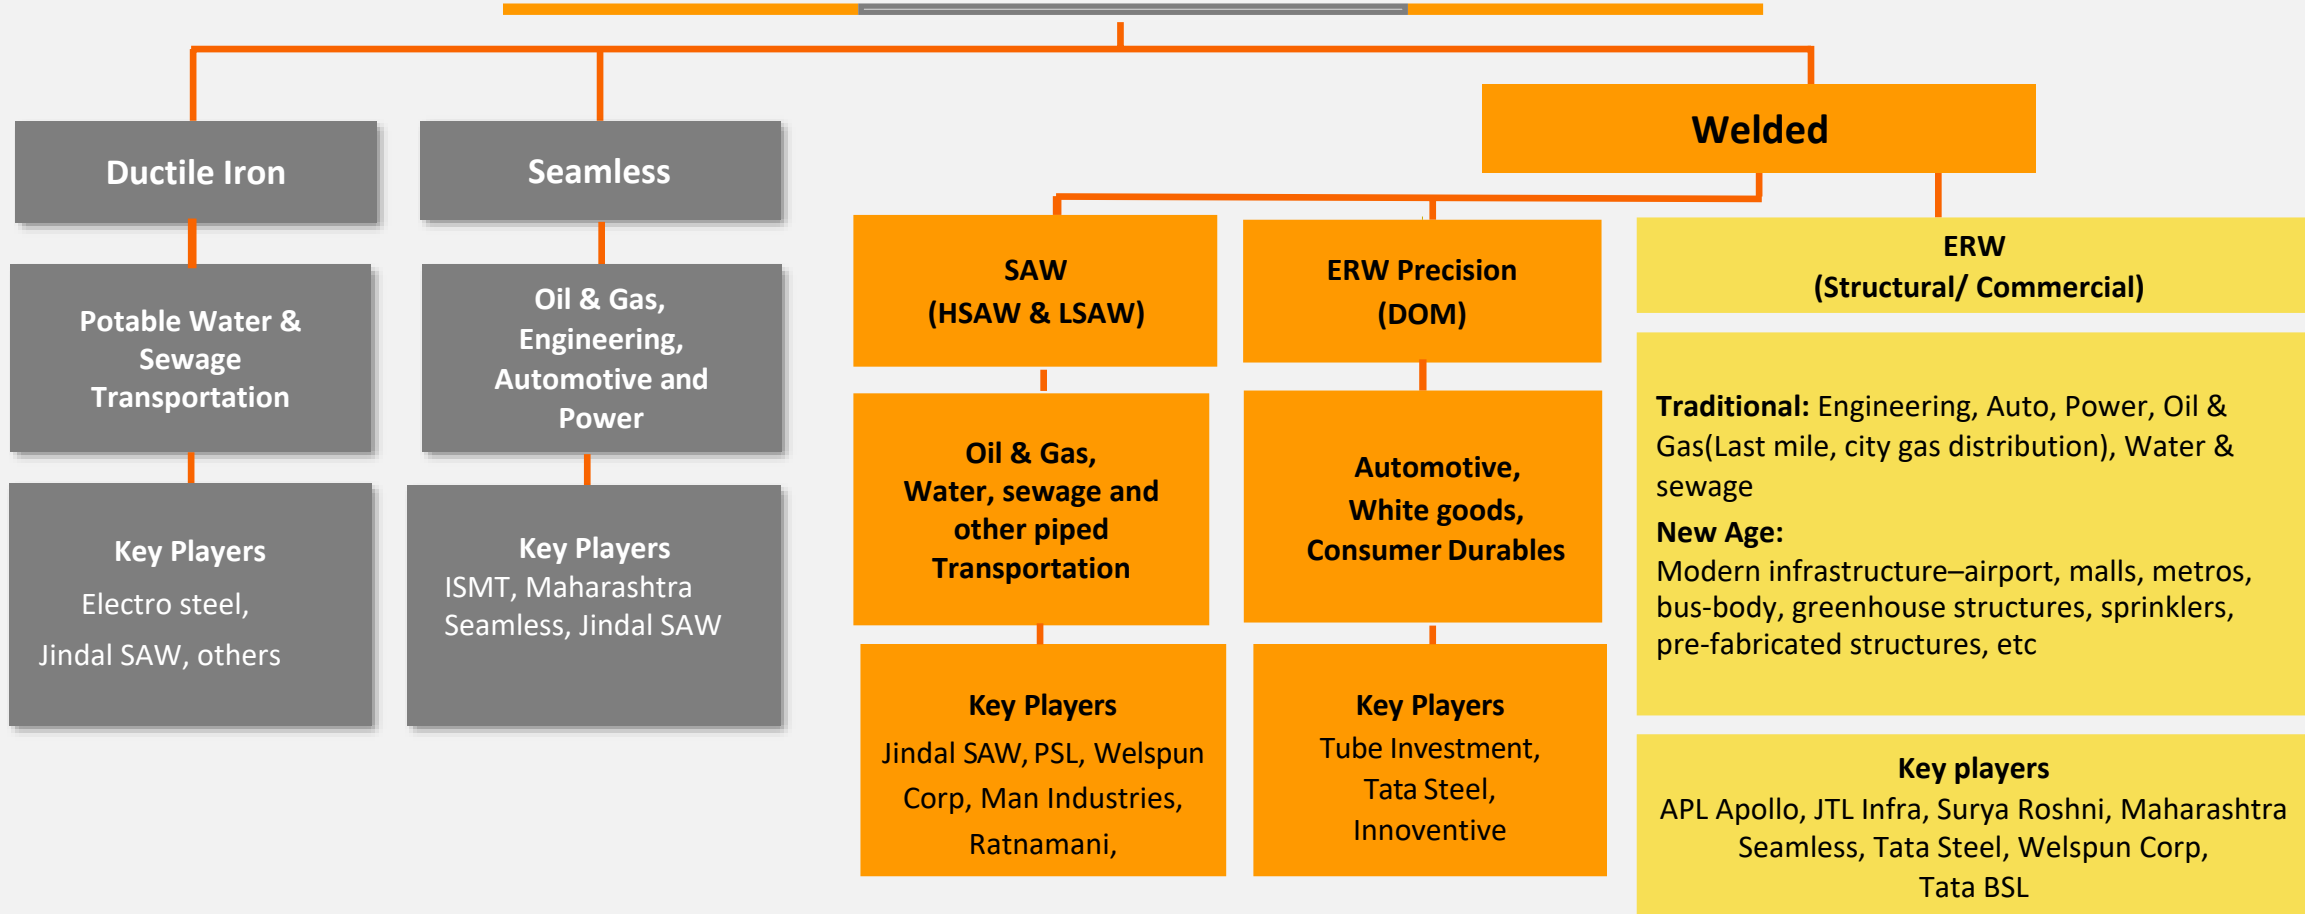 Ductile Iron
Potable Water &
Sewage
Transportation
Key Players
Electro steel,
Jindal SAW, others
Seamless
Oil & Gas,
Engineering,
Automotive and
Power
Key Players
ISMT, Maharashtra
Seamless, Jindal SAW
Welded
SAW
(HSAW & LSAW)
Oil & Gas,
Water, sewage and
other piped
Transportation
Key Players
Jindal SAW, PSL, Welspun
Corp, Man Industries,
Ratnamani,
ERW Precision
(DOM)
Automotive,
White goods,
Consumer Durables
Key Players
Tube Investment,
Tata Steel,
Innoventive
ERW
(Structural/ Commercial)
Traditional: Engineering, Auto, Power, Oil &
Gas(Last mile, city gas distribution), Water &
sewage
New Age:
Modern infrastructure–airport, malls, metros,
bus-body, greenhouse structures, sprinklers,
pre-fabricated structures, etc
Key players
APL Apollo, JTL Infra, Surya Roshni, Maharashtra
Seamless, Tata Steel, Welspun Corp,
Tata BSL